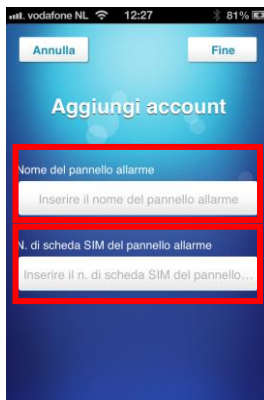 vodafone NL 12:27 81%
Annulla Fine
Aggiungi account
Nome del pannello allarme
Inserire il nome del pannello allarme
N. di scheda SIM del pannello allarme
Inserire il n. di scheda SIM del pannello...